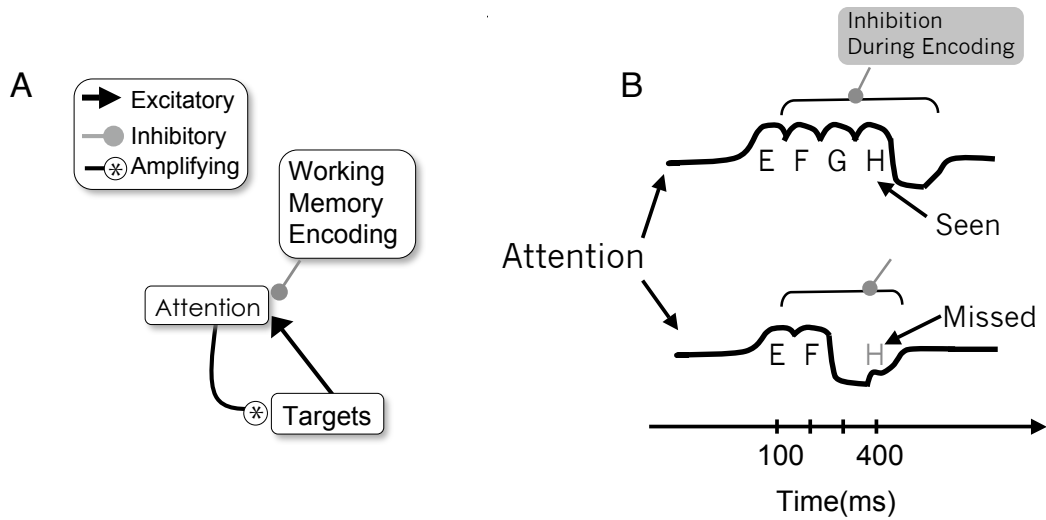 A
Excitatory
Inhibitory
Amplifying
Working
Memory
Encoding
Attention
Targets
B
Inhibition
During Encoding
E F G H
Seen
Attention
Missed
E F H
100 400
Time(ms)